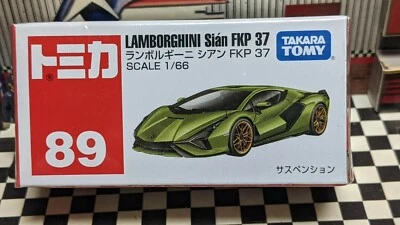 トミカ
89
LAMBORGHINI Sián FKP 37
ランボルギーニ シアン FKP 37
SCALE 1/66
TAKARA
TOMY
サスペンション